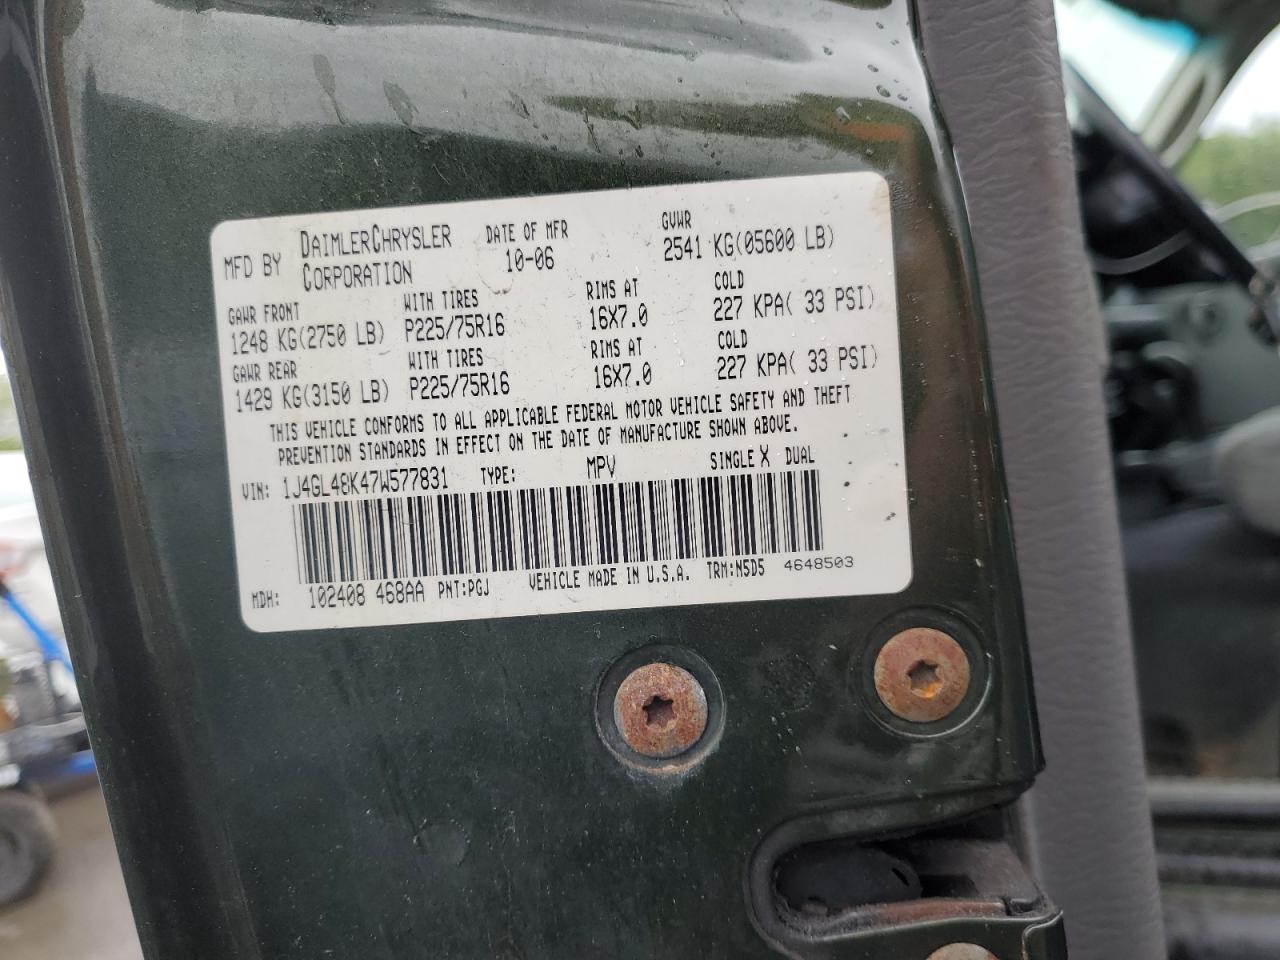 MFD BY DAIMLERCHRYSLER CORPORATION DATE OF MFR 10-06 GVWR 2541 KG(05600 LB)
GAWR FRONT WITH TIRES RIMS AT COLD
1248 KG(2750 LB) P225/75R16 16X7.0 227 KPA( 33 PSI)
GAWR REAR WITH TIRES RIMS AT COLD
1429 KG(3150 LB) P225/75R16 16X7.0 227 KPA( 33 PSI)
THIS VEHICLE CONFORMS TO ALL APPLICABLE FEDERAL MOTOR VEHICLE SAFETY AND THEFT
PREVENTION STANDARDS IN EFFECT ON THE DATE OF MANUFACTURE SHOWN ABOVE.
VIN: 1J4GL48K47W577831 TYPE: MPV SINGLE X DUAL
MDH: 102408 468AA PNT:PGJ VEHICLE MADE IN U.S.A. TRM:N5D5 4648503